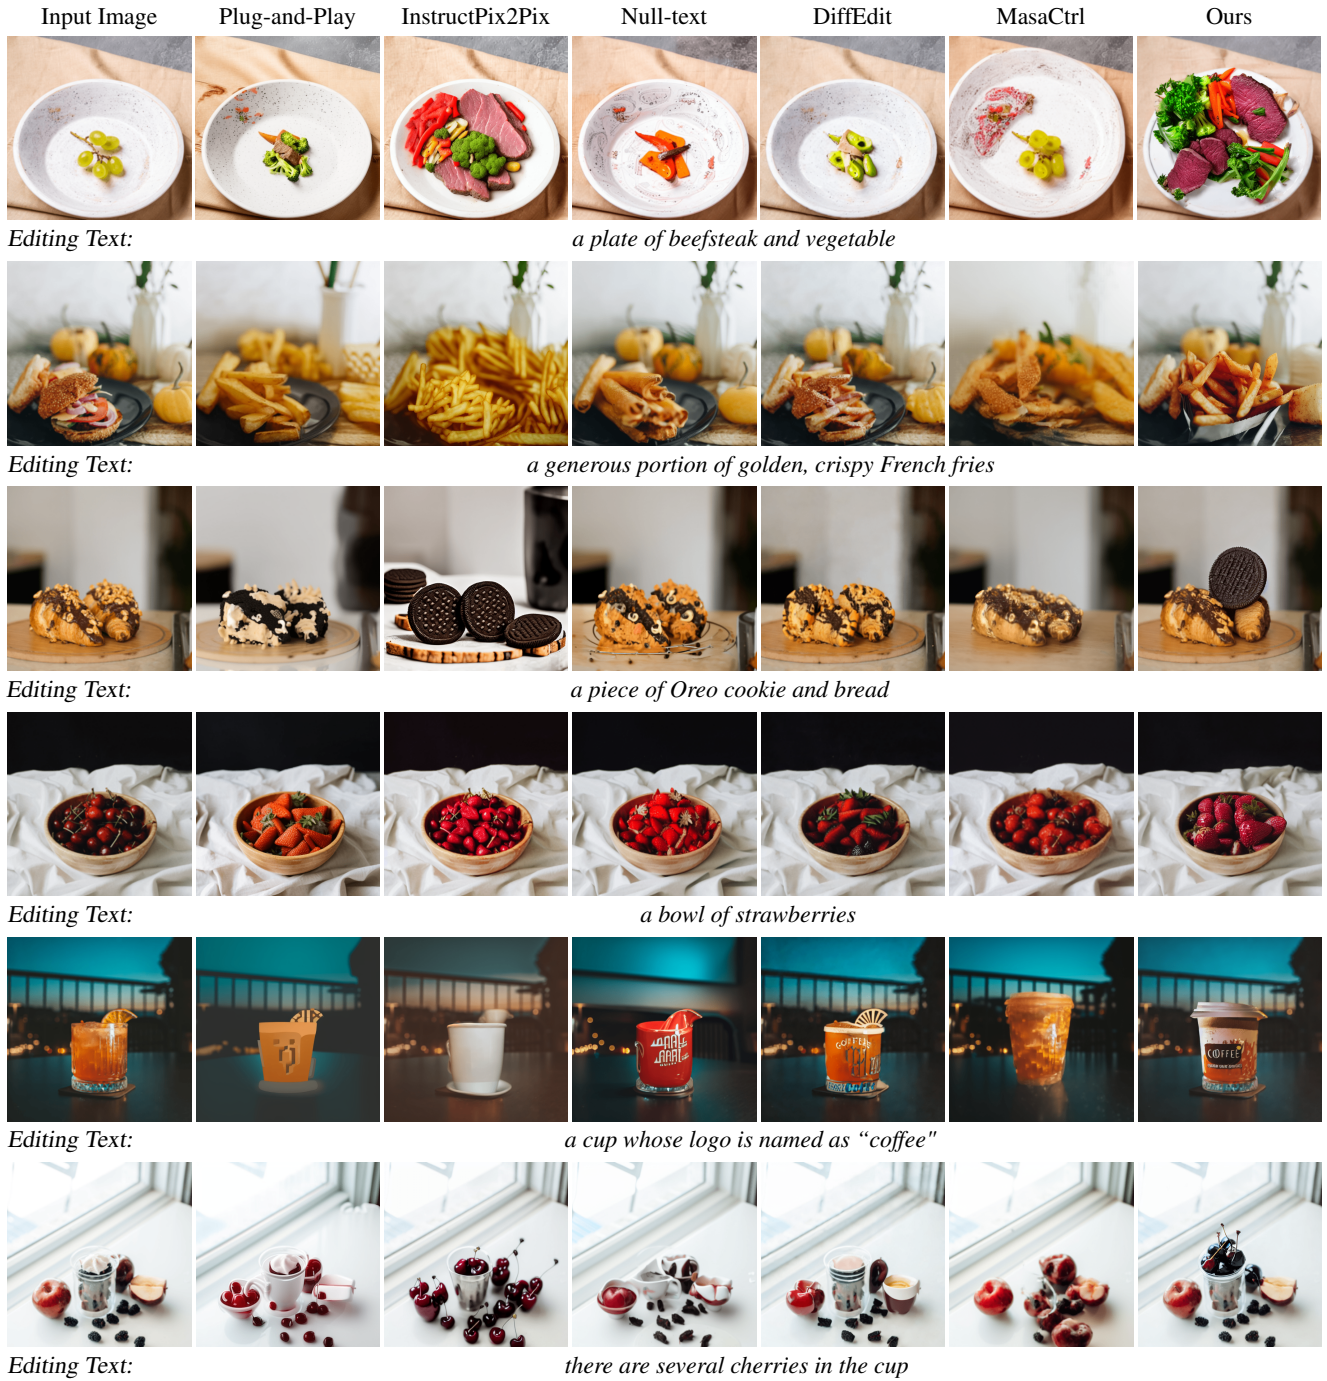 Input Image Plug-and-Play InstructPix2Pix Null-text DiffEdit MasaCtrl Ours
Editing Text: a plate of beefsteak and vegetable
Editing Text: a generous portion of golden, crispy French fries
Editing Text: a piece of Oreo cookie and bread
Editing Text: a bowl of strawberries
COFFEE
Editing Text: a cup whose logo is named as “coffee"
Editing Text: there are several cherries in the cup